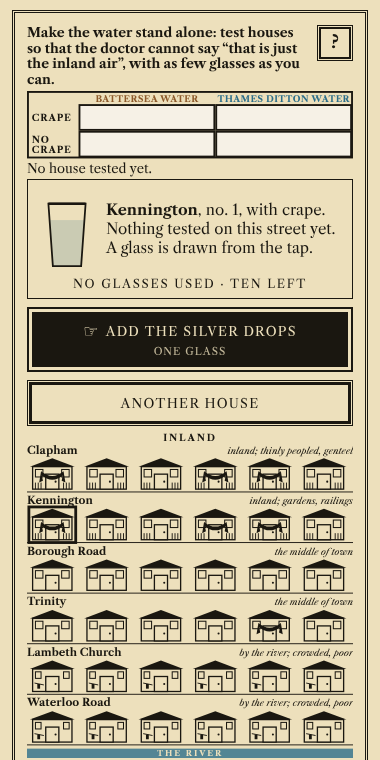 Make the water stand alone: test houses
so that the doctor cannot say “that is just
the inland air”, with as few glasses as you
can.
?
BATTERSEA WATER THAMES DITTON WATER
CRAPE
NO
CRAPE
No house tested yet.
Kennington, no. 1, with crape.
Nothing tested on this street yet.
A glass is drawn from the tap.
NO GLASSES USED · TEN LEFT
☞ ADD THE SILVER DROPS
ONE GLASS
ANOTHER HOUSE
INLAND
Clapham inland; thinly peopled, genteel
Kennington inland; gardens, railings
Borough Road the middle of town
Trinity the middle of town
Lambeth Church by the river; crowded, poor
Waterloo Road by the river; crowded, poor
THE RIVER